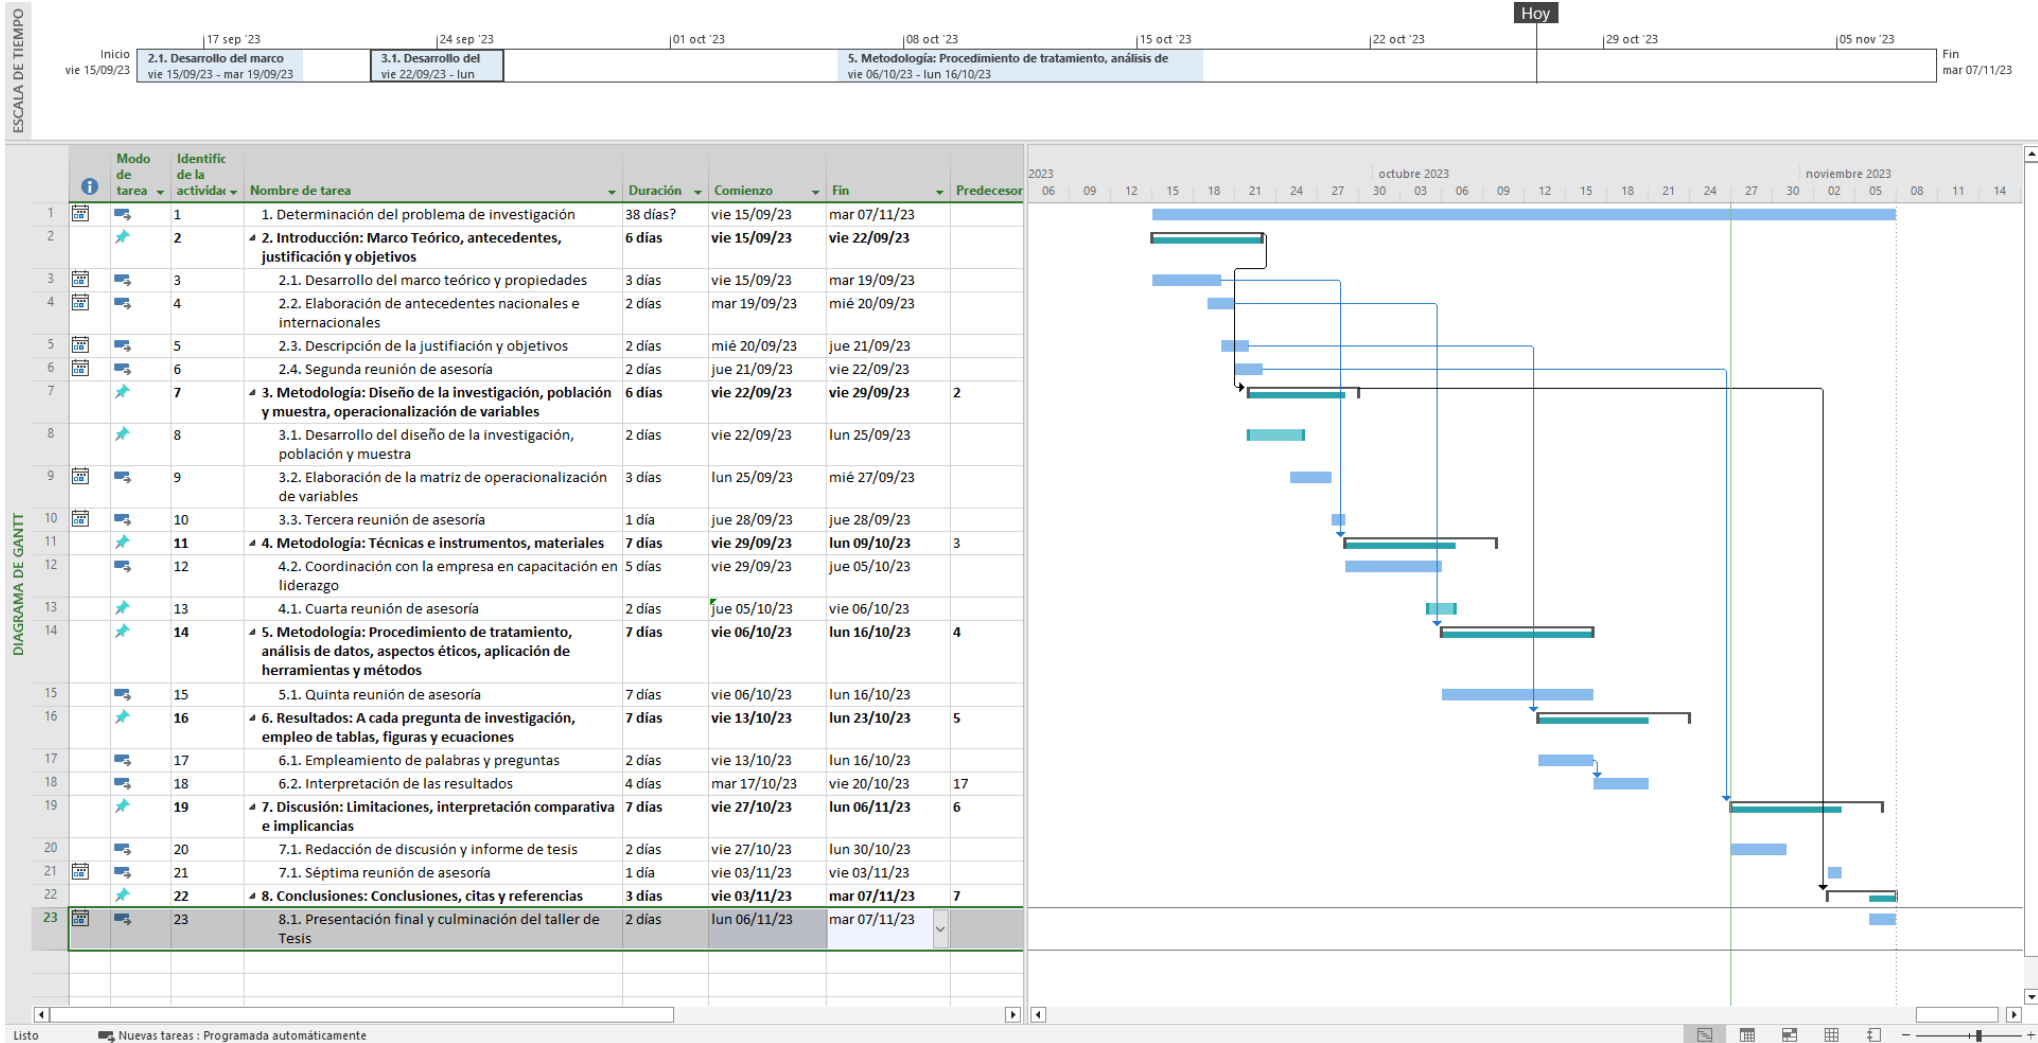 Hoy
17 sep '23
24 sep '23
01 oct '23
08 oct '23
15 oct '23
22 oct '23
29 oct '23
05 nov '23
ESCALA DE TIEMPO
Inicio
vie 15/09/23
2.1. Desarrollo del marco
vie 15/09/23 - mar 19/09/23
3.1. Desarrollo del
vie 22/09/23 - lun
5. Metodología: Procedimiento de tratamiento, análisis de
vie 06/10/23 - lun 16/10/23
Fin
mar 07/11/23
DIAGRAMA DE GANTT
Modo de tarea
Identific de la actividac
Nombre de tarea
Duración
Comienzo
Fin
Predecesor
2023
octubre 2023
noviembre 2023
06 09 12 15 18 21 24 27 30 03 06 09 12 15 18 21 24 27 30 02 05 08 11 14
1 1 1. Determinación del problema de investigación 38 días? vie 15/09/23 mar 07/11/23
2 2 2. Introducción: Marco Teórico, antecedentes, 6 días vie 15/09/23 vie 22/09/23
justificación y objetivos
3 3 2.1. Desarrollo del marco teórico y propiedades 3 días vie 15/09/23 mar 19/09/23
4 4 2.2. Elaboración de antecedentes nacionales e 2 días mar 19/09/23 mié 20/09/23
internacionales
5 5 2.3. Descripción de la justifiación y objetivos 2 días mié 20/09/23 jue 21/09/23
6 6 2.4. Segunda reunión de asesoría 2 días jue 21/09/23 vie 22/09/23
7 7 3. Metodología: Diseño de la investigación, población 6 días vie 22/09/23 vie 29/09/23 2
y muestra, operacionalización de variables
8 8 3.1. Desarrollo del diseño de la investigación, 2 días vie 22/09/23 lun 25/09/23
población y muestra
9 9 3.2. Elaboración de la matriz de operacionalización 3 días lun 25/09/23 mié 27/09/23
de variables
10 10 3.3. Tercera reunión de asesoría 1 día jue 28/09/23 jue 28/09/23
11 11 4. Metodología: Técnicas e instrumentos, materiales 7 días vie 29/09/23 lun 09/10/23 3
12 12 4.2. Coordinación con la empresa en capacitación en 5 días vie 29/09/23 jue 05/10/23
liderazgo
13 13 4.1. Cuarta reunión de asesoría 2 días jue 05/10/23 vie 06/10/23
14 14 5. Metodología: Procedimiento de tratamiento, 7 días vie 06/10/23 lun 16/10/23 4
análisis de datos, aspectos éticos, aplicación de
herramientas y métodos
15 15 5.1. Quinta reunión de asesoría 7 días vie 06/10/23 lun 16/10/23
16 16 6. Resultados: A cada pregunta de investigación, 7 días vie 13/10/23 lun 23/10/23 5
empleo de tablas, figuras y ecuaciones
17 17 6.1. Empleamiento de palabras y preguntas 2 días vie 13/10/23 lun 16/10/23
18 18 6.2. Interpretación de los resultados 4 días mar 17/10/23 vie 20/10/23 17
19 19 7. Discusión: Limitaciones, interpretación comparativa 7 días vie 27/10/23 lun 06/11/23 6
e implicancias
20 20 7.1. Redacción de discusión y informe de tesis 2 días vie 27/10/23 lun 30/10/23
21 21 7.1. Séptima reunión de asesoría 1 día vie 03/11/23 vie 03/11/23
22 22 8. Conclusiones: Conclusiones, citas y referencias 3 días vie 03/11/23 mar 07/11/23 7
23 23 8.1. Presentación final y culminación del taller de 2 días lun 06/11/23 mar 07/11/23
Tesis
Listo
Nuevas tareas : Programada automáticamente